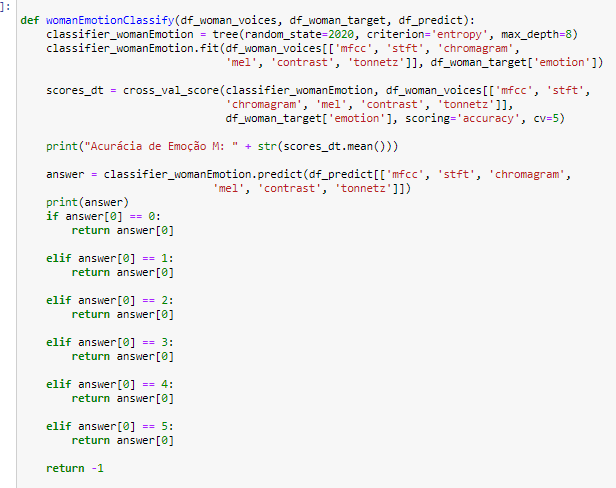 ]:
def womanEmotionClassify(df_woman_voices, df_woman_target, df_predict):
    classifier_womanEmotion = tree(random_state=2020, criterion='entropy', max_depth=8)
    classifier_womanEmotion.fit(df_woman_voices[['mfcc', 'stft', 'chromagram',
                                'mel', 'contrast', 'tonnetz']], df_woman_target['emotion'])

    scores_dt = cross_val_score(classifier_womanEmotion, df_woman_voices[['mfcc', 'stft',
                                'chromagram', 'mel', 'contrast', 'tonnetz']],
                                df_woman_target['emotion'], scoring='accuracy', cv=5)

    print("Acurácia de Emoção M: " + str(scores_dt.mean()))

    answer = classifier_womanEmotion.predict(df_predict[['mfcc', 'stft', 'chromagram',
                              'mel', 'contrast', 'tonnetz']])
    print(answer)
    if answer[0] == 0:
        return answer[0]

    elif answer[0] == 1:
        return answer[0]

    elif answer[0] == 2:
        return answer[0]

    elif answer[0] == 3:
        return answer[0]

    elif answer[0] == 4:
        return answer[0]

    elif answer[0] == 5:
        return answer[0]

    return -1